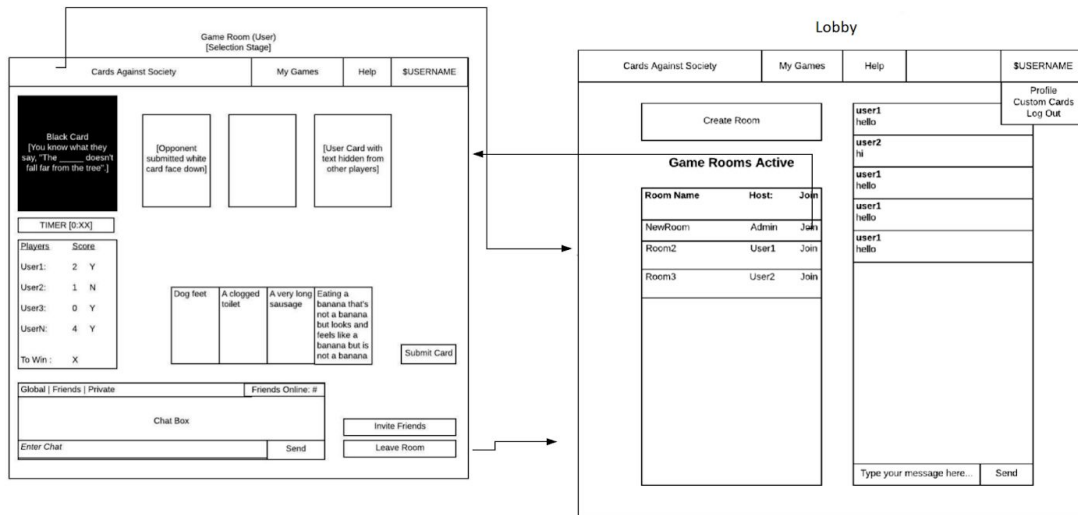 Game Room (User)
[Selection Stage]
Cards Against Society
My Games
Help
$USERNAME
Black Card
[You know what they
say, "The _____ doesn't
fall far from the tree".]
[Opponent
submitted white
card face down]
[User Card with
text hidden from
other players]
TIMER [0:XX]
Players Score
User1: 2 Y
User2: 1 N
User3: 0 Y
UserN: 4 Y
To Win : X
Dog feet
A clogged
toilet
A very long
sausage
Eating a
banana that's
not a banana
but looks and
feels like a
banana but is
not a banana
Submit Card
Global | Friends | Private
Friends Online: #
Chat Box
Enter Chat
Send
Invite Friends
Leave Room
Lobby
Cards Against Society
My Games
Help
$USERNAME
Profile
Custom Cards
Log Out
Create Room
Game Rooms Active
Room Name Host: Join
NewRoom Admin Join
Room2 User1 Join
Room3 User2 Join
user1
hello
user2
hi
user1
hello
user1
hello
user1
hello
Type your message here...
Send